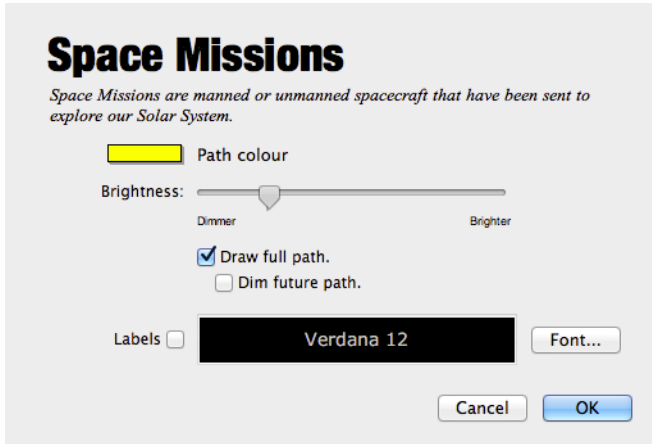 Space Missions
Space Missions are manned or unmanned spacecraft that have been sent to
explore our Solar System.
Path colour
Brightness:
Dimmer Brighter
Draw full path.
Dim future path.
Labels Verdana 12 Font...
Cancel OK